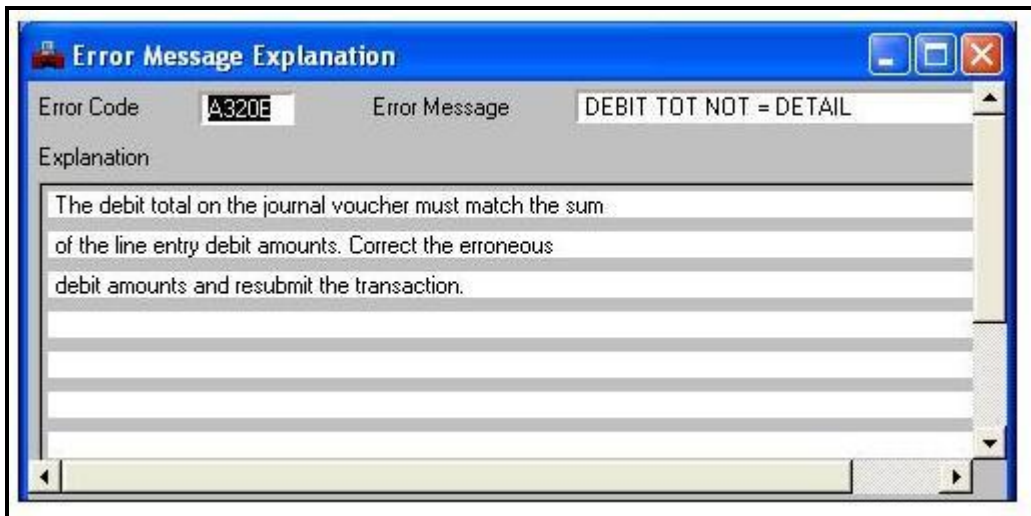 Error Message Explanation
Error Code A320E Error Message DEBIT TOT NOT = DETAIL
Explanation
The debit total on the journal voucher must match the sum
of the line entry debit amounts. Correct the erroneous
debit amounts and resubmit the transaction.